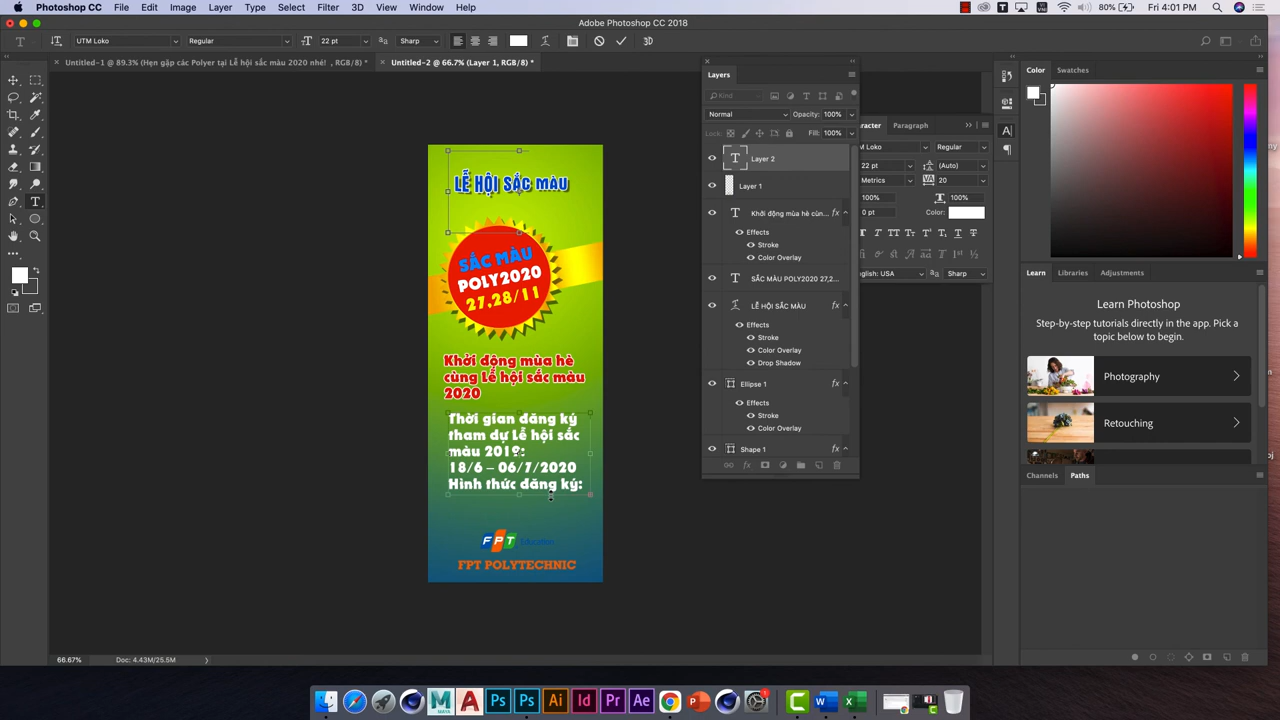 Photoshop CC File Edit Image Layer Type Select Filter 3D View Window Help 80% Fri 4:01 PM
Adobe Photoshop CC 2018
UTM Loko Regular 22 pt Sharp 3D
Untitled-1 @ 89.3% (Hẹn gặp các Polyer tại Lễ hội sắc màu 2020 nhé! , RGB/8) * Untitled-2 @ 66.7% (Layer 1, RGB/8) *
LỄ HỘI SẮC MÀU
SẮC MÀU
POLY2020
27,28/11
Khởi động mùa hè
cùng Lễ hội sắc màu
2020
Thời gian đăng ký
tham dự Lễ hội sắc
màu 2019:
18/6 – 06/7/2020
Hình thức đăng ký:
FPT Education
FPT POLYTECHNIC
Layers
Kind
Normal Opacity: 100%
Lock: Fill: 100%
Layer 2
Layer 1
Khởi động mùa hè cùn... fx
Effects
Stroke
Color Overlay
SẮC MÀU POLY2020 27,2...
LỄ HỘI SẮC MÀU fx
Effects
Stroke
Color Overlay
Drop Shadow
Ellipse 1 fx
Effects
Stroke
Color Overlay
Shape 1 fx
Paragraph
Regular
22 pt (Auto)
Metrics 20
100% 100%
0 pt Color:
English: USA Sharp
Color Swatches
Learn Libraries Adjustments
Learn Photoshop
Step-by-step tutorials directly in the app. Pick a
topic below to begin.
Photography
Retouching
Channels Paths
66.67% Doc: 4.43M/25.5M